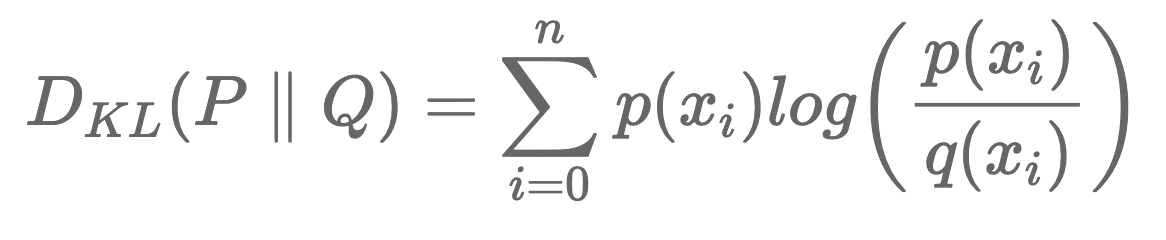 D_{KL}(P \parallel Q) = \sum_{i=0}^{n} p(x_i)log\left(\frac{p(x_i)}{q(x_i)}\right)